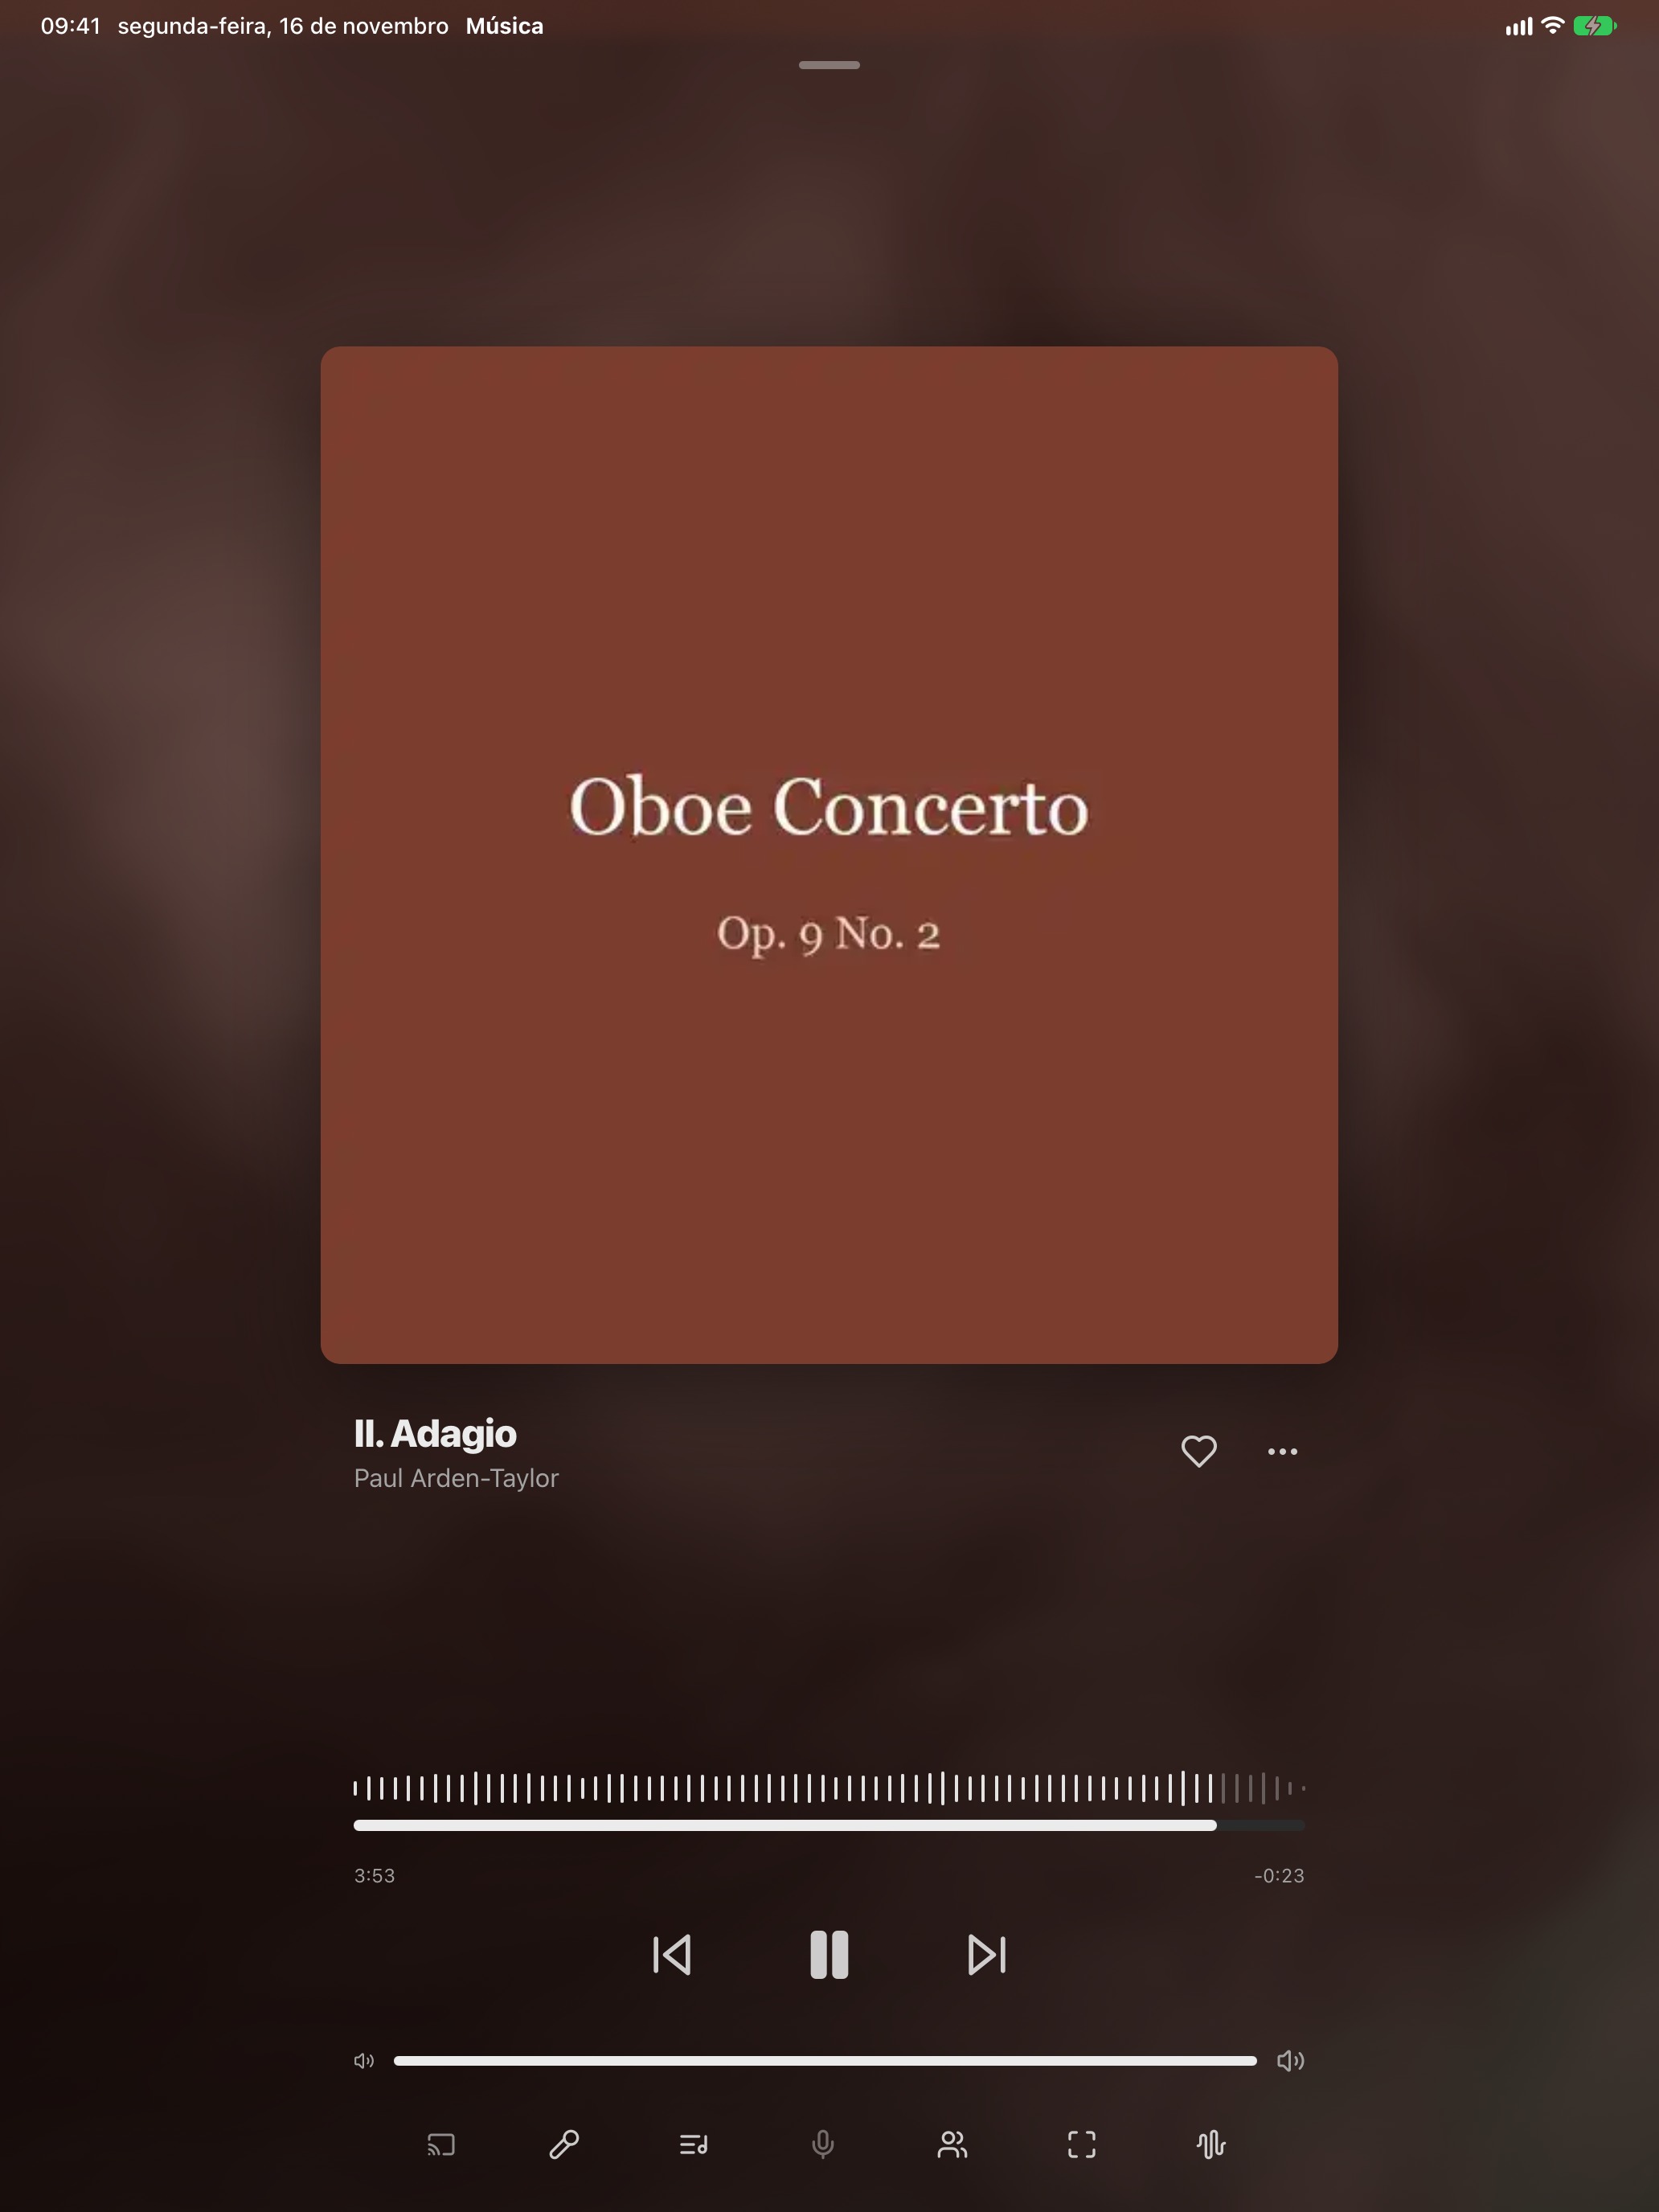 09:41 segunda-feira, 16 de novembro Música
Oboe Concerto
Op. 9 No. 2
II. Adagio
Paul Arden-Taylor
3:53
-0:23